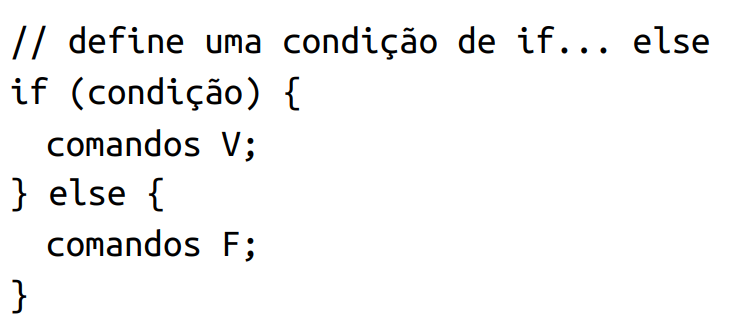 // define uma condição de if... else
if (condição) {
  comandos V;
} else {
  comandos F;
}